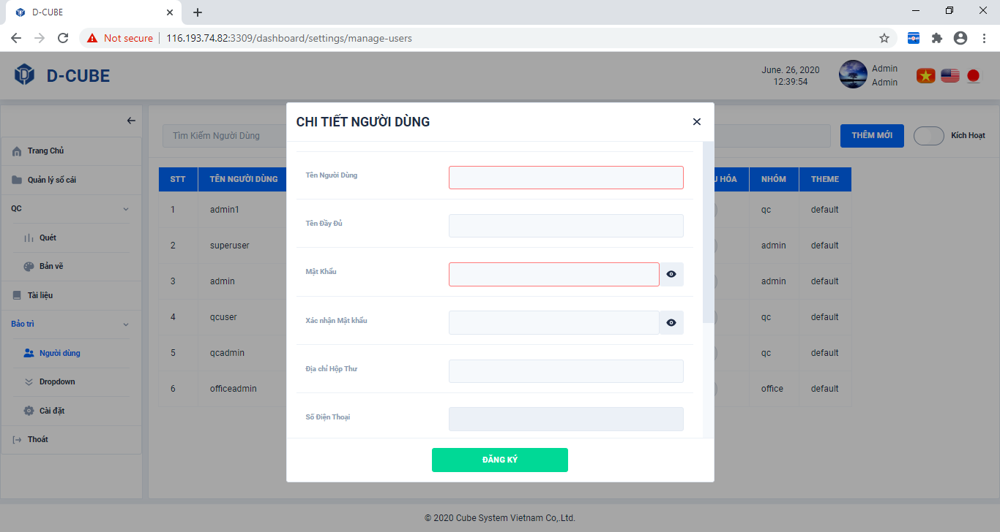 D-CUBE
Not secure
116.193.74.82:3309/dashboard/settings/manage-users
D-CUBE
June. 26, 2020
12:39:54
Admin
Admin
Tìm Kiếm Người Dùng
THÊM MỚI
Kích Hoạt
Trang Chủ
Quản lý sổ cái
QC
Quét
Bản vẽ
Tài liệu
Bảo trì
Người dùng
Dropdown
Cài đặt
Thoát
STT TÊN NGƯỜI DÙNG HÓA NHÓM THEME
1 admin1 qc default
2 superuser admin default
3 admin admin default
4 qcuser qc default
5 qcadmin qc default
6 officeadmin office default
CHI TIẾT NGƯỜI DÙNG
Tên Người Dùng
Tên Đầy Đủ
Mật Khẩu
Xác nhận Mật khẩu
Địa chỉ Hộp Thư
Số Điện Thoại
ĐĂNG KÝ
© 2020 Cube System Vietnam Co,.Ltd.